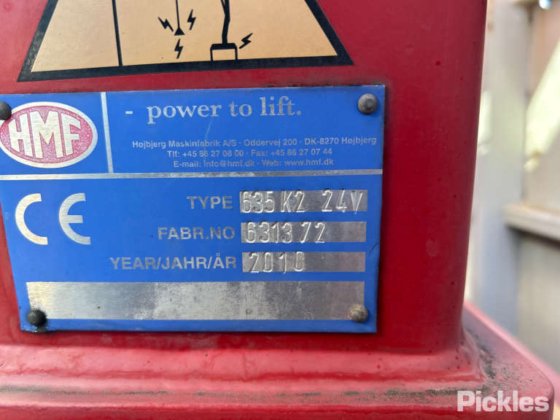 HMF
- power to lift.
Højbjerg Maskinfabrik A/S · Oddervej 200 · DK-8270 Højbjerg
Tlf: +45 86 27 08 00 · Fax: +45 86 27 07 44
E-mail: info@hmf.dk · Web: www.hmf.dk
CE
TYPE 635 K2 24V
FABR.NO 631372
YEAR/JAHR/ÅR 2010
Pickles